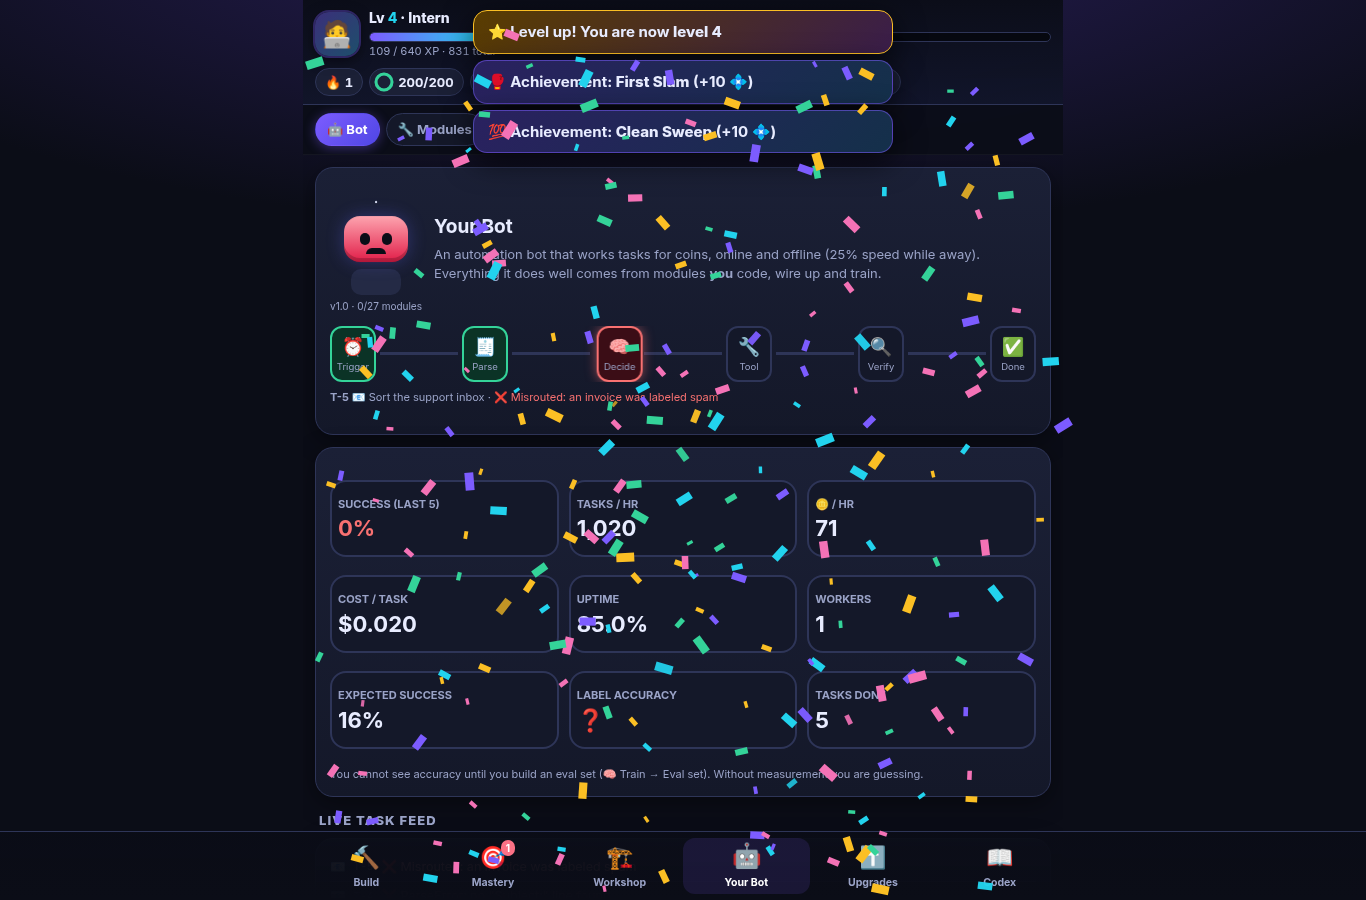 Lv 4 · Intern
109 / 640 XP · 831
⭐ Level up! You are now level 4
🔥 1
200/200
🥊 Achievement: First Slam (+10 💠)
🤖 Bot
🔧 Modules
💯 Achievement: Clean Sweep (+10 💠)
Your Bot
An automation bot that works tasks for coins, online and offline (25% speed while away).
Everything it does well comes from modules you code, wire up and train.
v1.0 · 0/27 modules
Trigger
Parse
Decide
Tool
Verify
Done
T-5 📧 Sort the support inbox · ❌ Misrouted: an invoice was labeled spam
SUCCESS (LAST 5)
0%
TASKS / HR
1,020
🪙 / HR
71
COST / TASK
$0.020
UPTIME
85.0%
WORKERS
1
EXPECTED SUCCESS
16%
LABEL ACCURACY
❓
TASKS DONE
5
You cannot see accuracy until you build an eval set (🧠 Train → Eval set). Without measurement you are guessing.
LIVE TASK FEED
Build
1
Mastery
Workshop
Your Bot
Upgrades
Codex